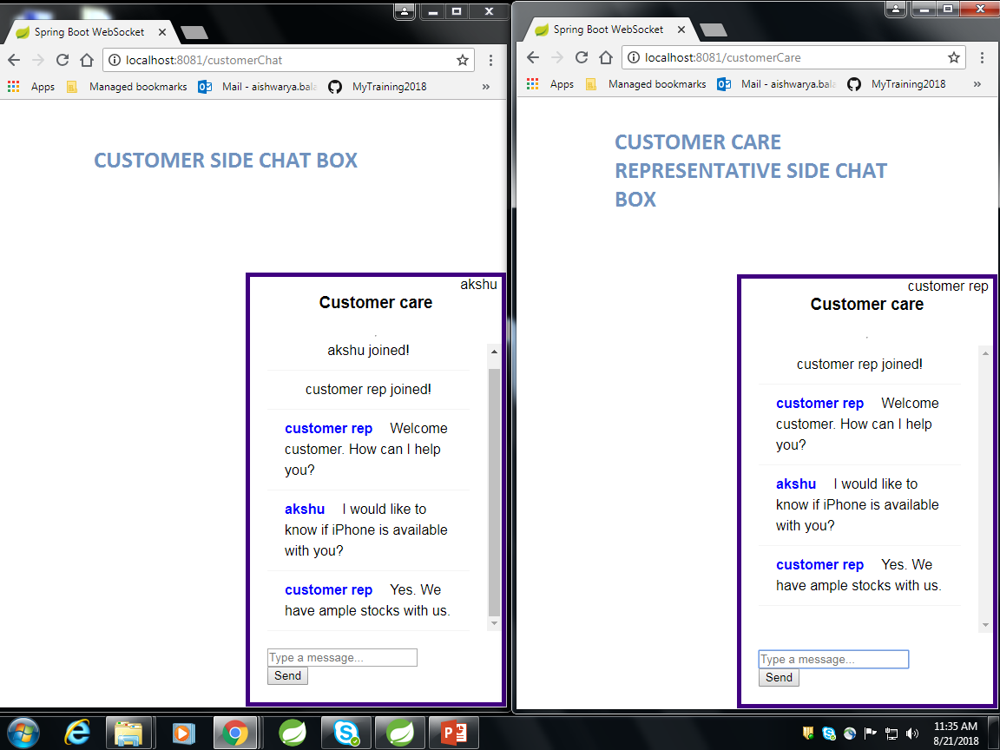 Spring Boot WebSocket
localhost:8081/customerChat
Apps Managed bookmarks Mail - aishwarya.bala MyTraining2018 »
CUSTOMER SIDE CHAT BOX
akshu
Customer care
.
akshu joined!
customer rep joined!
customer rep Welcome
customer. How can I help
you?
akshu I would like to
know if iPhone is available
with you?
customer rep Yes. We
have ample stocks with us.
Type a message...
Send
Spring Boot WebSocket
localhost:8081/customerCare
Apps Managed bookmarks Mail - aishwarya.bala MyTraining2018 »
CUSTOMER CARE
REPRESENTATIVE SIDE CHAT
BOX
customer rep
Customer care
.
customer rep joined!
customer rep Welcome
customer. How can I help
you?
akshu I would like to
know if iPhone is available
with you?
customer rep Yes. We
have ample stocks with us.
Type a message...
Send
11:35 AM
8/21/2018